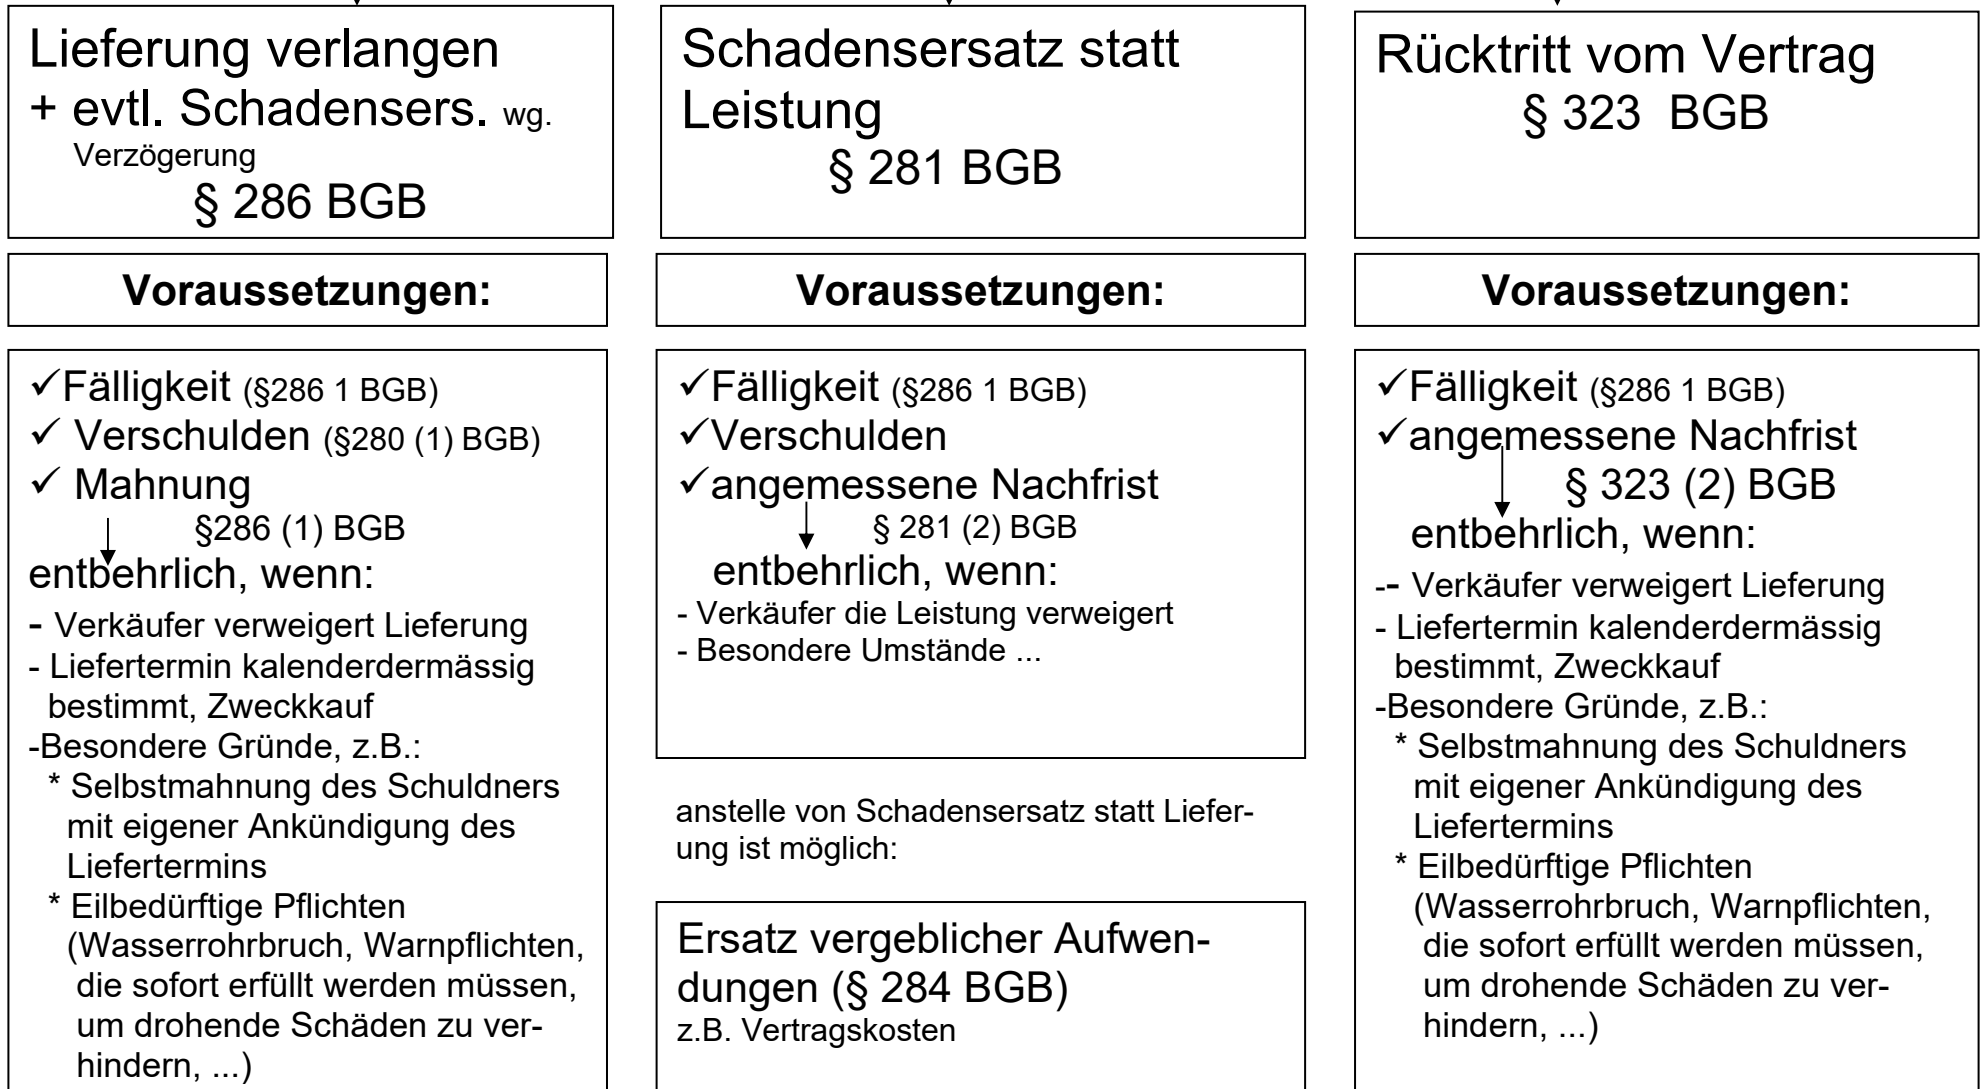 Lieferung verlangen
+ evtl. Schadensers. wg.
Verzögerung
§ 286 BGB
Voraussetzungen:
✓Fälligkeit (§286 1 BGB)
✓ Verschulden (§280 (1) BGB)
✓ Mahnung
§286 (1) BGB
entbehrlich, wenn:
- Verkäufer verweigert Lieferung
- Liefertermin kalenderdermässig
bestimmt, Zweckkauf
-Besondere Gründe, z.B.:
* Selbstmahnung des Schuldners
mit eigener Ankündigung des
Liefertermins
* Eilbedürftige Pflichten
(Wasserrohrbruch, Warnpflichten,
die sofort erfüllt werden müssen,
um drohende Schäden zu ver-
hindern, ...)
Schadensersatz statt
Leistung
§ 281 BGB
Voraussetzungen:
✓Fälligkeit (§286 1 BGB)
✓Verschulden
✓angemessene Nachfrist
§ 281 (2) BGB
entbehrlich, wenn:
- Verkäufer die Leistung verweigert
- Besondere Umstände ...
anstelle von Schadensersatz statt Liefer-
ung ist möglich:
Ersatz vergeblicher Aufwen-
dungen (§ 284 BGB)
z.B. Vertragskosten
Rücktritt vom Vertrag
§ 323 BGB
Voraussetzungen:
✓Fälligkeit (§286 1 BGB)
✓angemessene Nachfrist
§ 323 (2) BGB
entbehrlich, wenn:
-- Verkäufer verweigert Lieferung
- Liefertermin kalenderdermässig
bestimmt, Zweckkauf
-Besondere Gründe, z.B.:
* Selbstmahnung des Schuldners
mit eigener Ankündigung des
Liefertermins
* Eilbedürftige Pflichten
(Wasserrohrbruch, Warnpflichten,
die sofort erfüllt werden müssen,
um drohende Schäden zu ver-
hindern, ...)